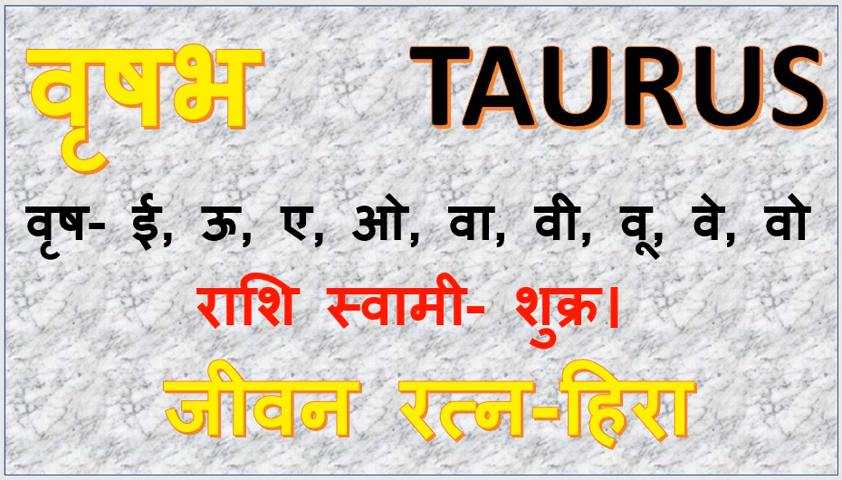 वृषभ TAURUS
वृष- ई, ऊ, ए, ओ, वा, वी, वू, वे, वो
राशि स्वामी- शुक्र।
जीवन रत्न-हिरा